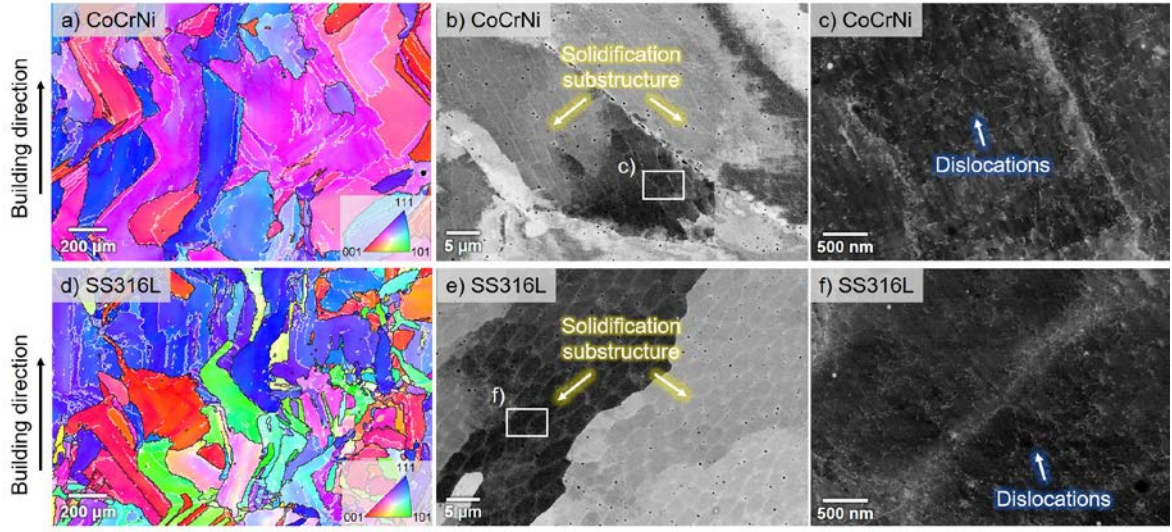 Building direction
a) CoCrNi
111
001
101
200 µm
b) CoCrNi
Solidification
substructure
c)
5 µm
c) CoCrNi
Dislocations
500 nm
Building direction
d) SS316L
111
001
101
200 µm
e) SS316L
Solidification
substructure
f)
5 µm
f) SS316L
Dislocations
500 nm